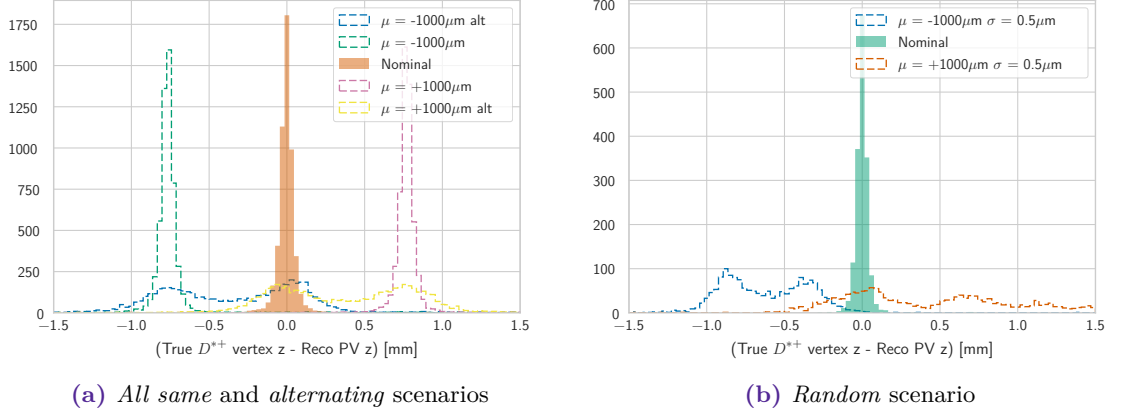 μ = -1000μm alt
μ = -1000μm
Nominal
μ = +1000μm
μ = +1000μm alt
1750
1500
1250
1000
750
500
250
0
−1.5 −1.0 −0.5 0.0 0.5 1.0 1.5
(True D*+ vertex z - Reco PV z) [mm]
(a) All same and alternating scenarios
μ = -1000μm σ = 0.5μm
Nominal
μ = +1000μm σ = 0.5μm
700
600
500
400
300
200
100
0
−1.5 −1.0 −0.5 0.0 0.5 1.0 1.5
(True D*+ vertex z - Reco PV z) [mm]
(b) Random scenario